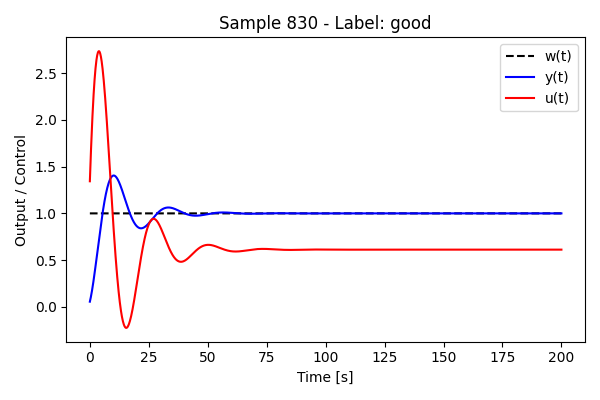 Sample 830 - Label: good
w(t)
y(t)
u(t)
Output / Control
2.5
2.0
1.5
1.0
0.5
0.0
0 25 50 75 100 125 150 175 200
Time [s]